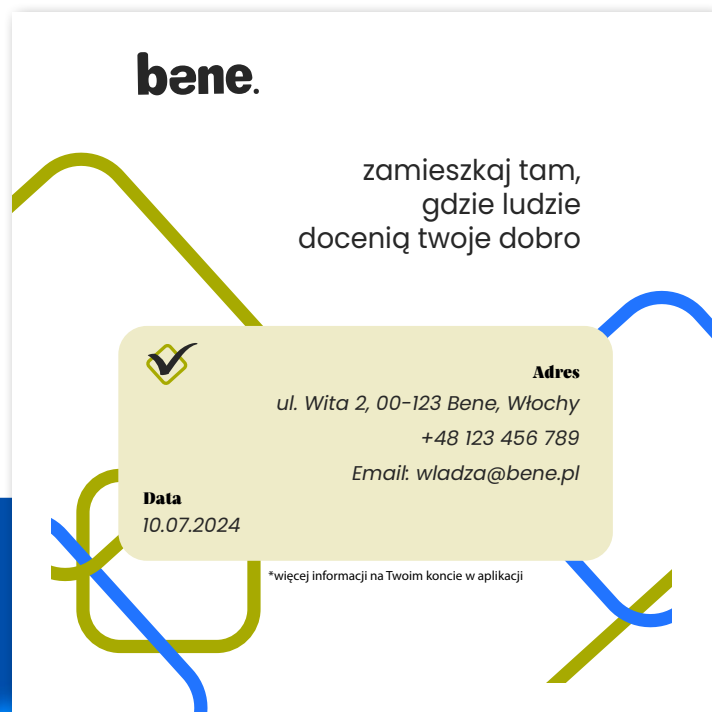 bene.
zamieszkaj tam,
gdzie ludzie
docenią twoje dobro
Adres
ul. Wita 2, 00-123 Bene, Włochy
+48 123 456 789
Email: wladza@bene.pl
Data
10.07.2024
*więcej informacji na Twoim koncie w aplikacji